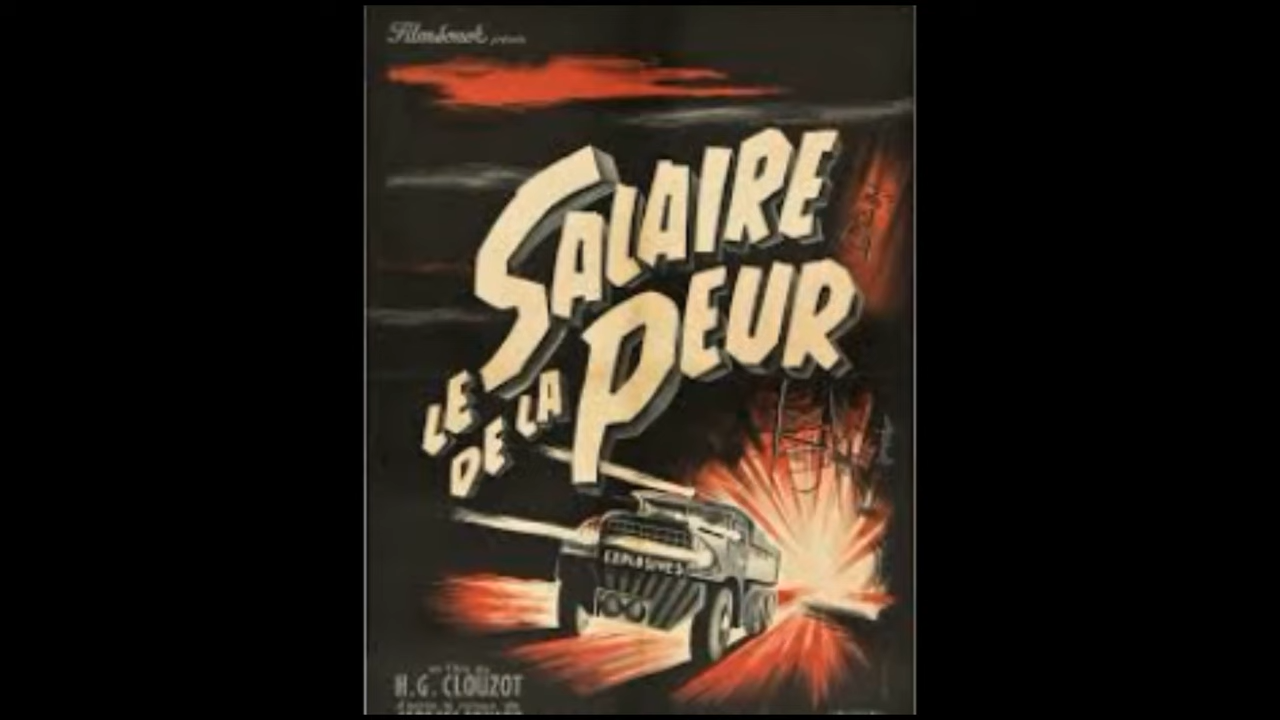 Filmsonor présente
LE SALAIRE
DE LA PEUR
EXPLOSIVES
un film de
H.G. CLOUZOT